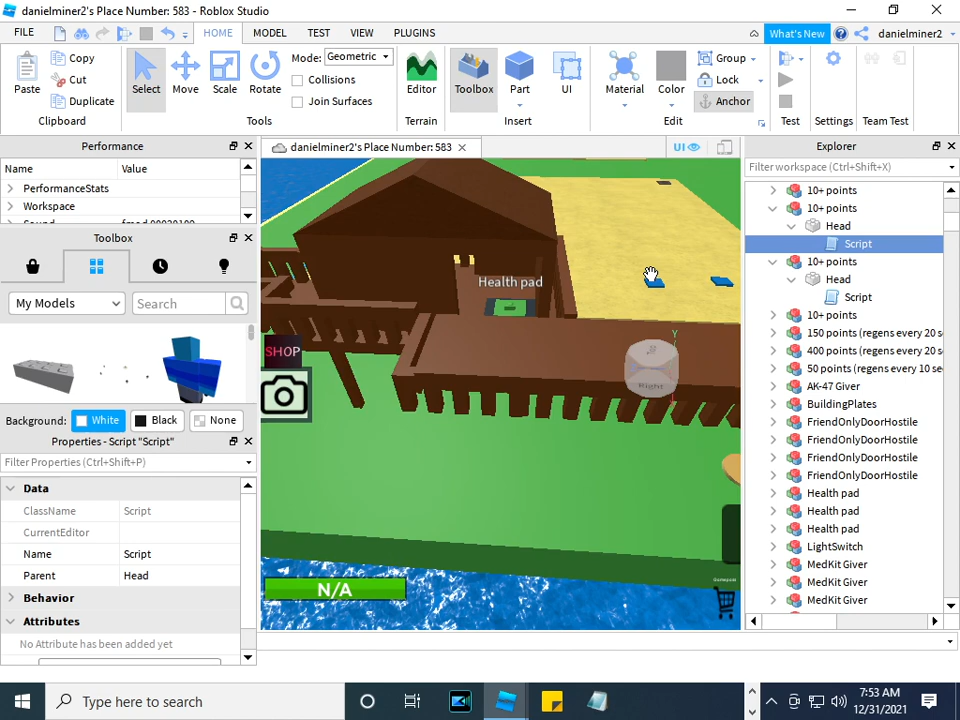 danielminer2's Place Number: 583 - Roblox Studio
FILE
HOME
MODEL
TEST
VIEW
PLUGINS
What's New
danielminer2
Paste
Copy
Cut
Duplicate
Clipboard
Select
Move
Scale
Rotate
Mode:
Geometric
Collisions
Join Surfaces
Tools
Editor
Terrain
Toolbox
Part
UI
Insert
Material
Color
Group
Lock
Anchor
Edit
Test
Settings
Team Test
Performance
Name
Value
PerformanceStats
Workspace
Toolbox
My Models
Search
Background:
White
Black
None
Properties - Script "Script"
Filter Properties (Ctrl+Shift+P)
Data
ClassName
Script
CurrentEditor
Name
Script
Parent
Head
Behavior
Attributes
No Attribute has been added yet
danielminer2's Place Number: 583
UI
Health pad
SHOP
Y
Right
N/A
Gamepass
Explorer
Filter workspace (Ctrl+Shift+X)
10+ points
10+ points
Head
Script
10+ points
Head
Script
10+ points
150 points (regens every 20 s
400 points (regens every 20 s
50 points (regens every 10 se
AK-47 Giver
BuildingPlates
FriendOnlyDoorHostile
FriendOnlyDoorHostile
FriendOnlyDoorHostile
FriendOnlyDoorHostile
Health pad
Health pad
Health pad
LightSwitch
MedKit Giver
MedKit Giver
MedKit Giver
Type here to search
7:53 AM
12/31/2021